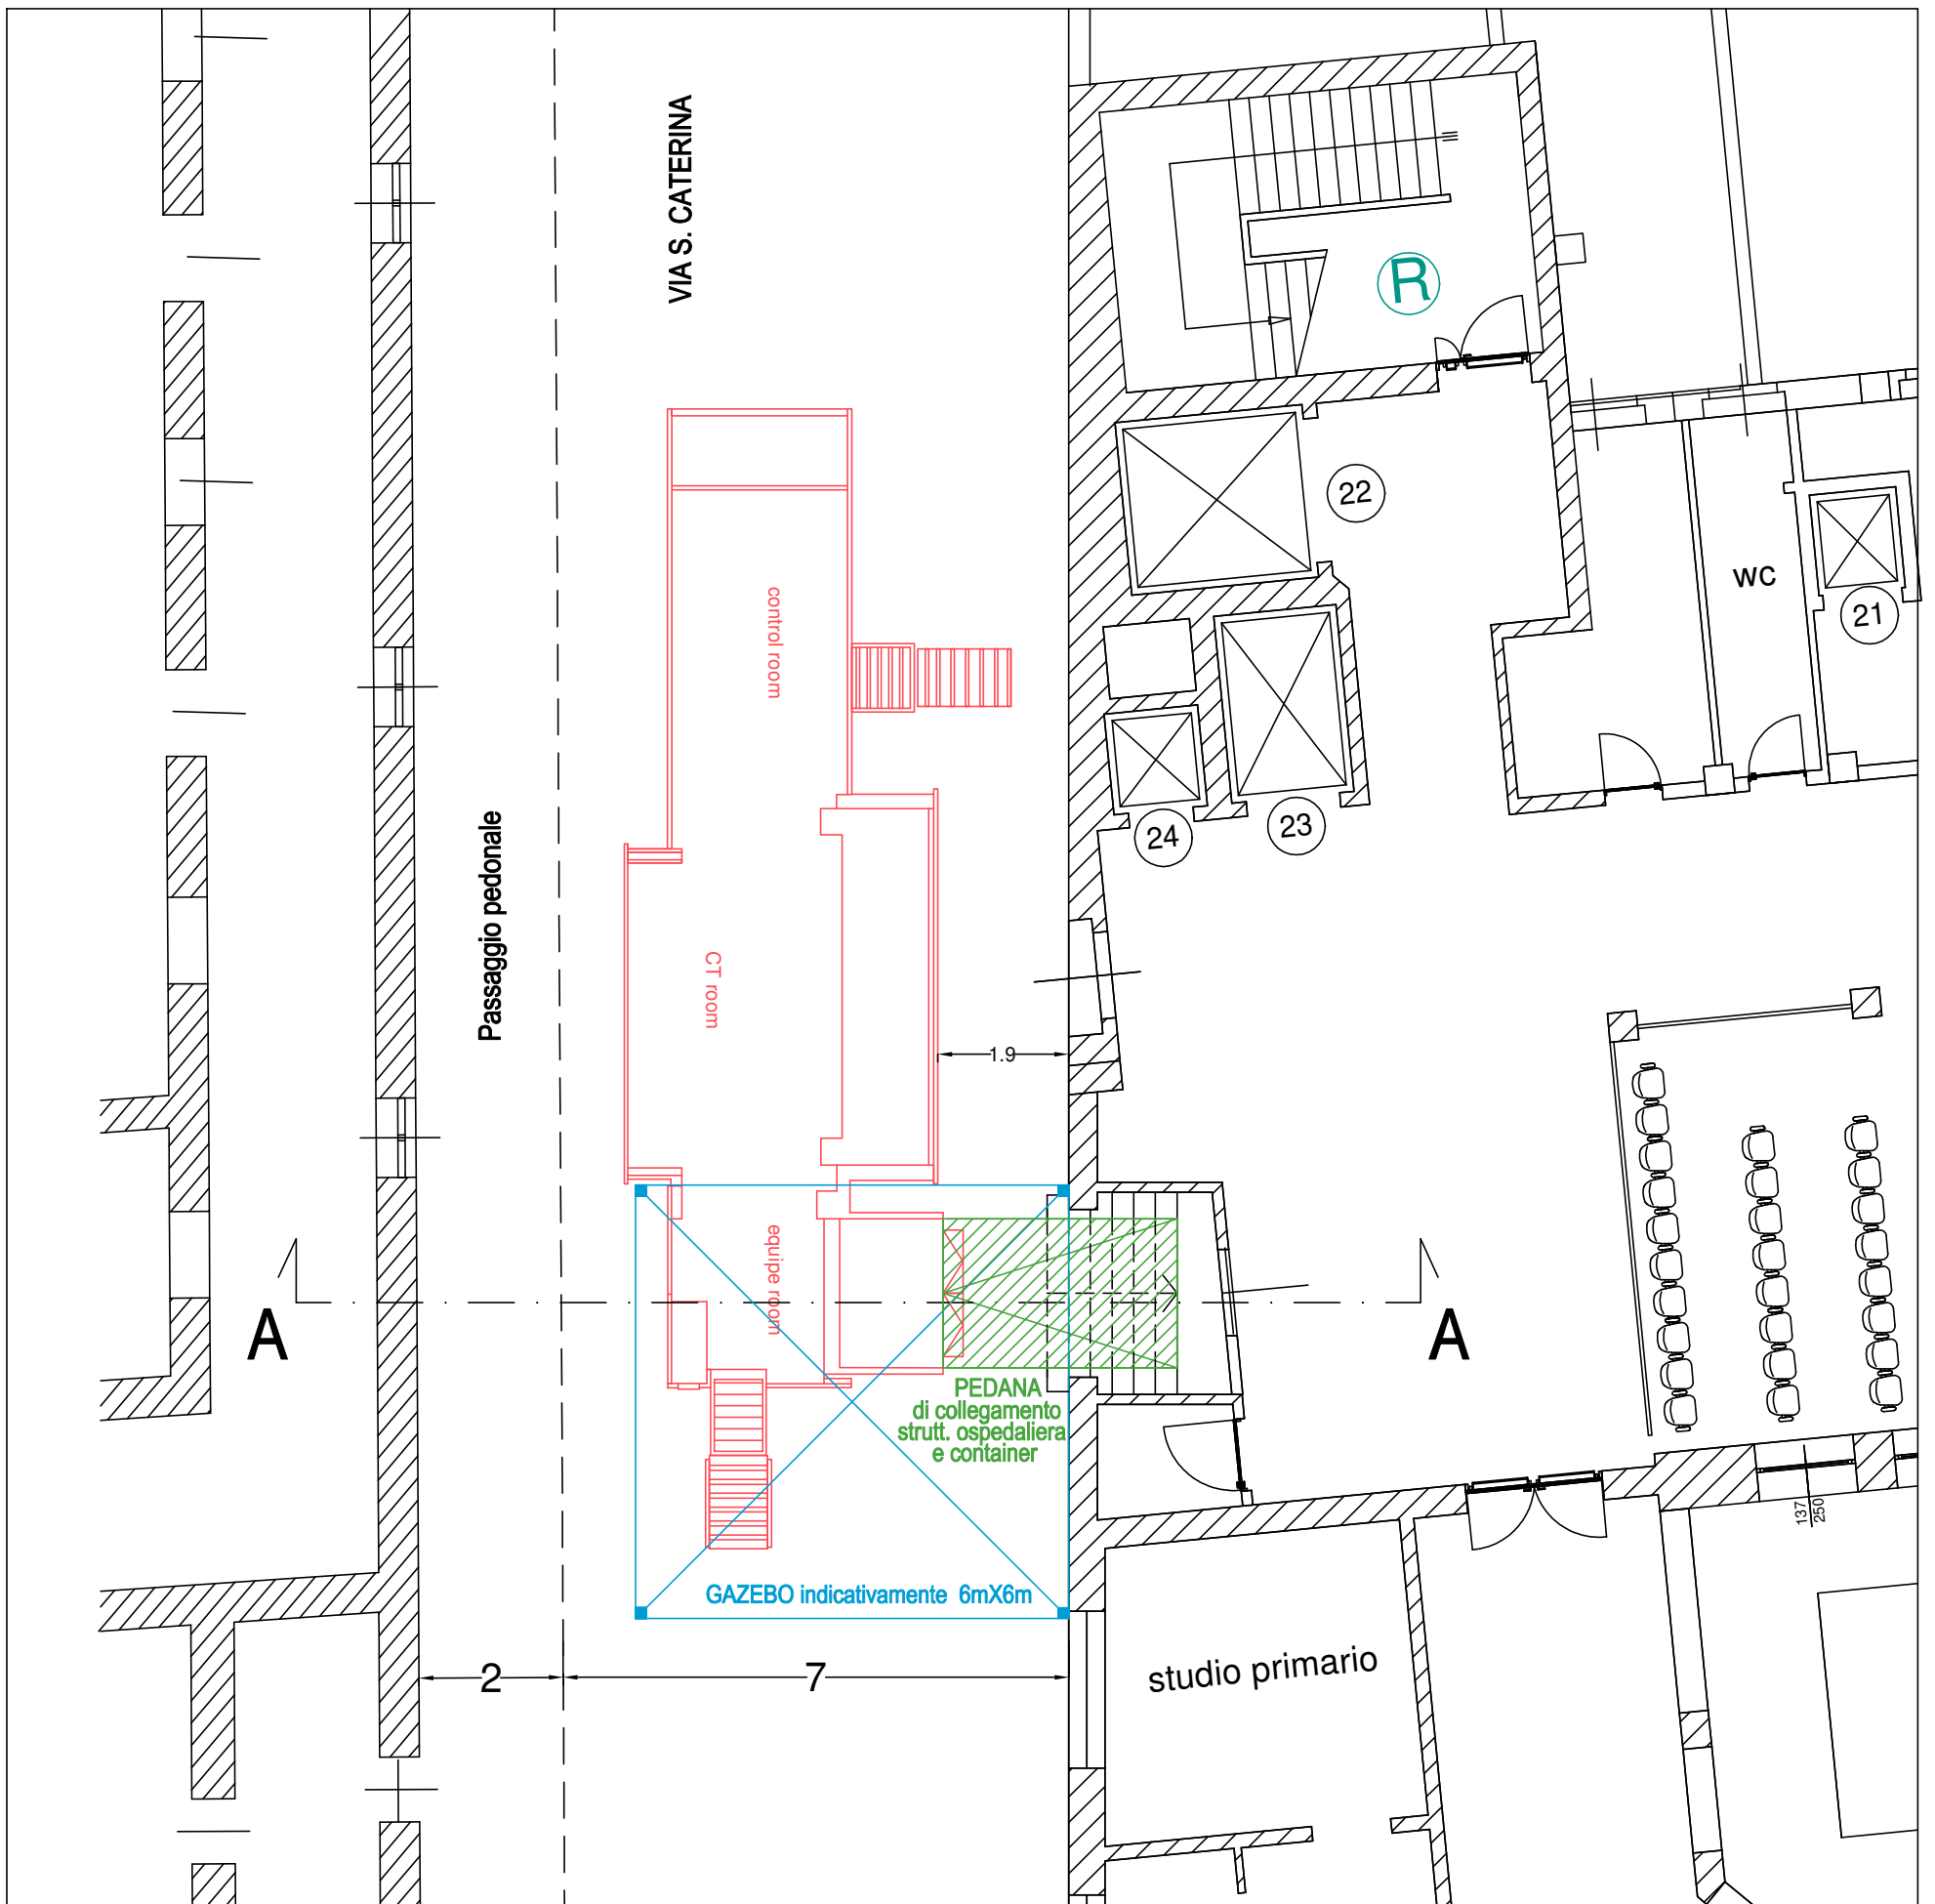 VIA S. CATERINA
R
22
control room
wc
21
24
23
Passaggio pedonale
CT room
1.9
equipe room
A
A
PEDANA
di collegamento
strutt. ospedaliera
e container
137
250
GAZEBO indicativamente 6mX6m
studio primario
2
7